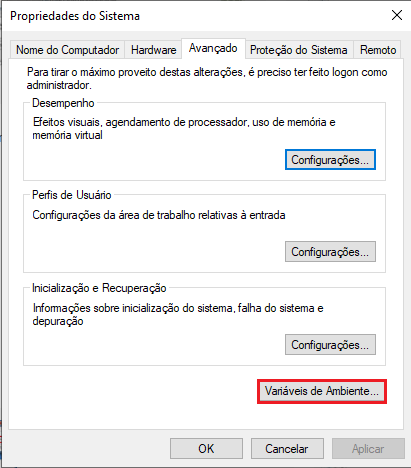 Propriedades do Sistema
Nome do Computador Hardware Avançado Proteção do Sistema Remoto
Para tirar o máximo proveito destas alterações, é preciso ter feito logon como
administrador.
Desempenho
Efeitos visuais, agendamento de processador, uso de memória e
memória virtual
Configurações...
Perfis de Usuário
Configurações da área de trabalho relativas à entrada
Configurações...
Inicialização e Recuperação
Informações sobre inicialização do sistema, falha do sistema e
depuração
Configurações...
Variáveis de Ambiente...
OK Cancelar Aplicar